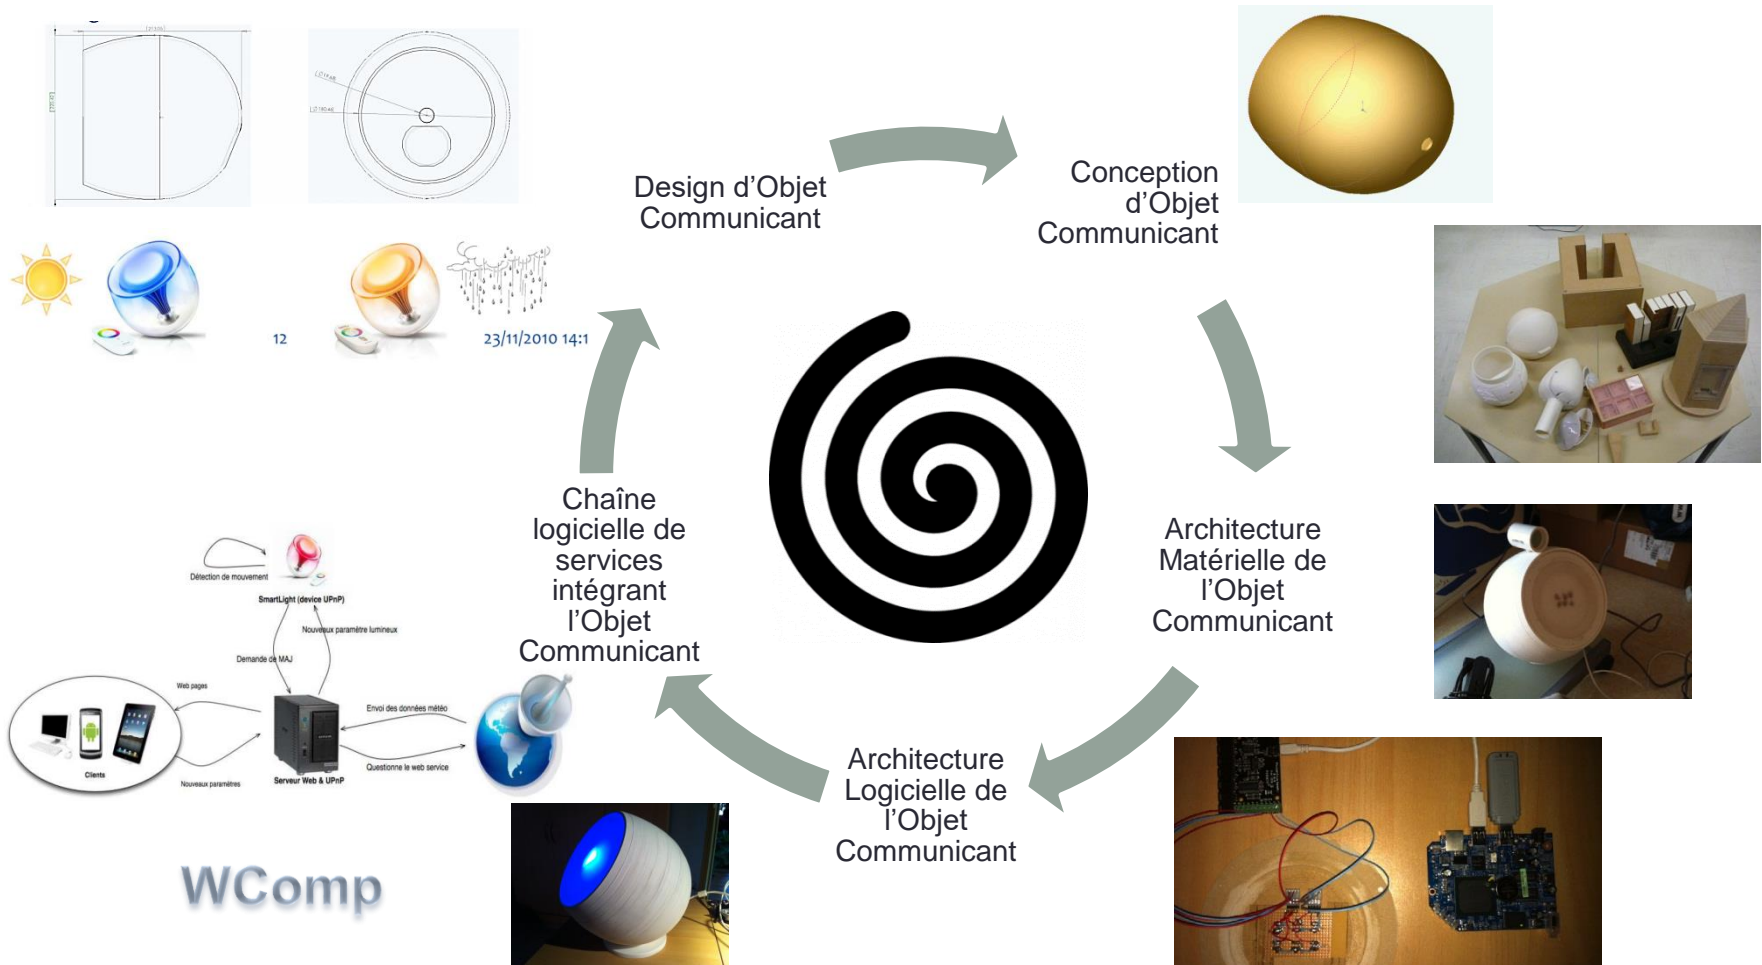 Design d’Objet
Communicant
Conception
d’Objet
Communicant
12
23/11/2010 14:1
Chaîne
logicielle de
services
intégrant
l’Objet
Communicant
Architecture
Matérielle de
l’Objet
Communicant
Détection de mouvement
SmartLight (device UPnP)
Nouveaux paramètre lumineux
Demande de MAJ
Web pages
Envoi des données météo
Clients
Serveur Web & UPnP
Questionne le web service
Nouveaux paramètres
Architecture
Logicielle de
l’Objet
Communicant
WComp